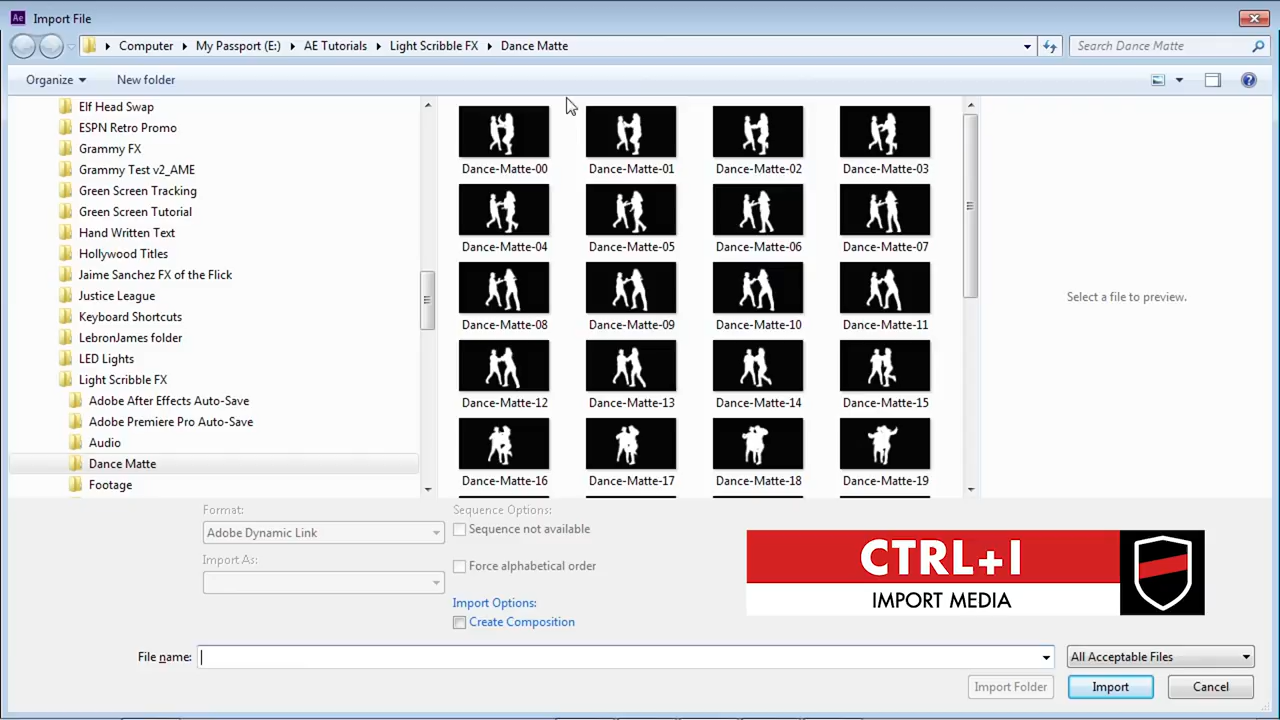 Ae Import File
Computer My Passport (E:) AE Tutorials Light Scribble FX Dance Matte
Search Dance Matte
Organize New folder
Elf Head Swap
ESPN Retro Promo
Grammy FX
Grammy Test v2_AME
Green Screen Tracking
Green Screen Tutorial
Hand Written Text
Hollywood Titles
Jaime Sanchez FX of the Flick
Justice League
Keyboard Shortcuts
LebronJames folder
LED Lights
Light Scribble FX
Adobe After Effects Auto-Save
Adobe Premiere Pro Auto-Save
Audio
Dance Matte
Footage
Dance-Matte-00 Dance-Matte-01 Dance-Matte-02 Dance-Matte-03
Dance-Matte-04 Dance-Matte-05 Dance-Matte-06 Dance-Matte-07
Dance-Matte-08 Dance-Matte-09 Dance-Matte-10 Dance-Matte-11
Dance-Matte-12 Dance-Matte-13 Dance-Matte-14 Dance-Matte-15
Dance-Matte-16 Dance-Matte-17 Dance-Matte-18 Dance-Matte-19
Select a file to preview.
Format:
Adobe Dynamic Link
Import As:
Sequence Options:
Sequence not available
Force alphabetical order
Import Options:
Create Composition
CTRL+I
IMPORT MEDIA
File name:
All Acceptable Files
Import Folder Import Cancel